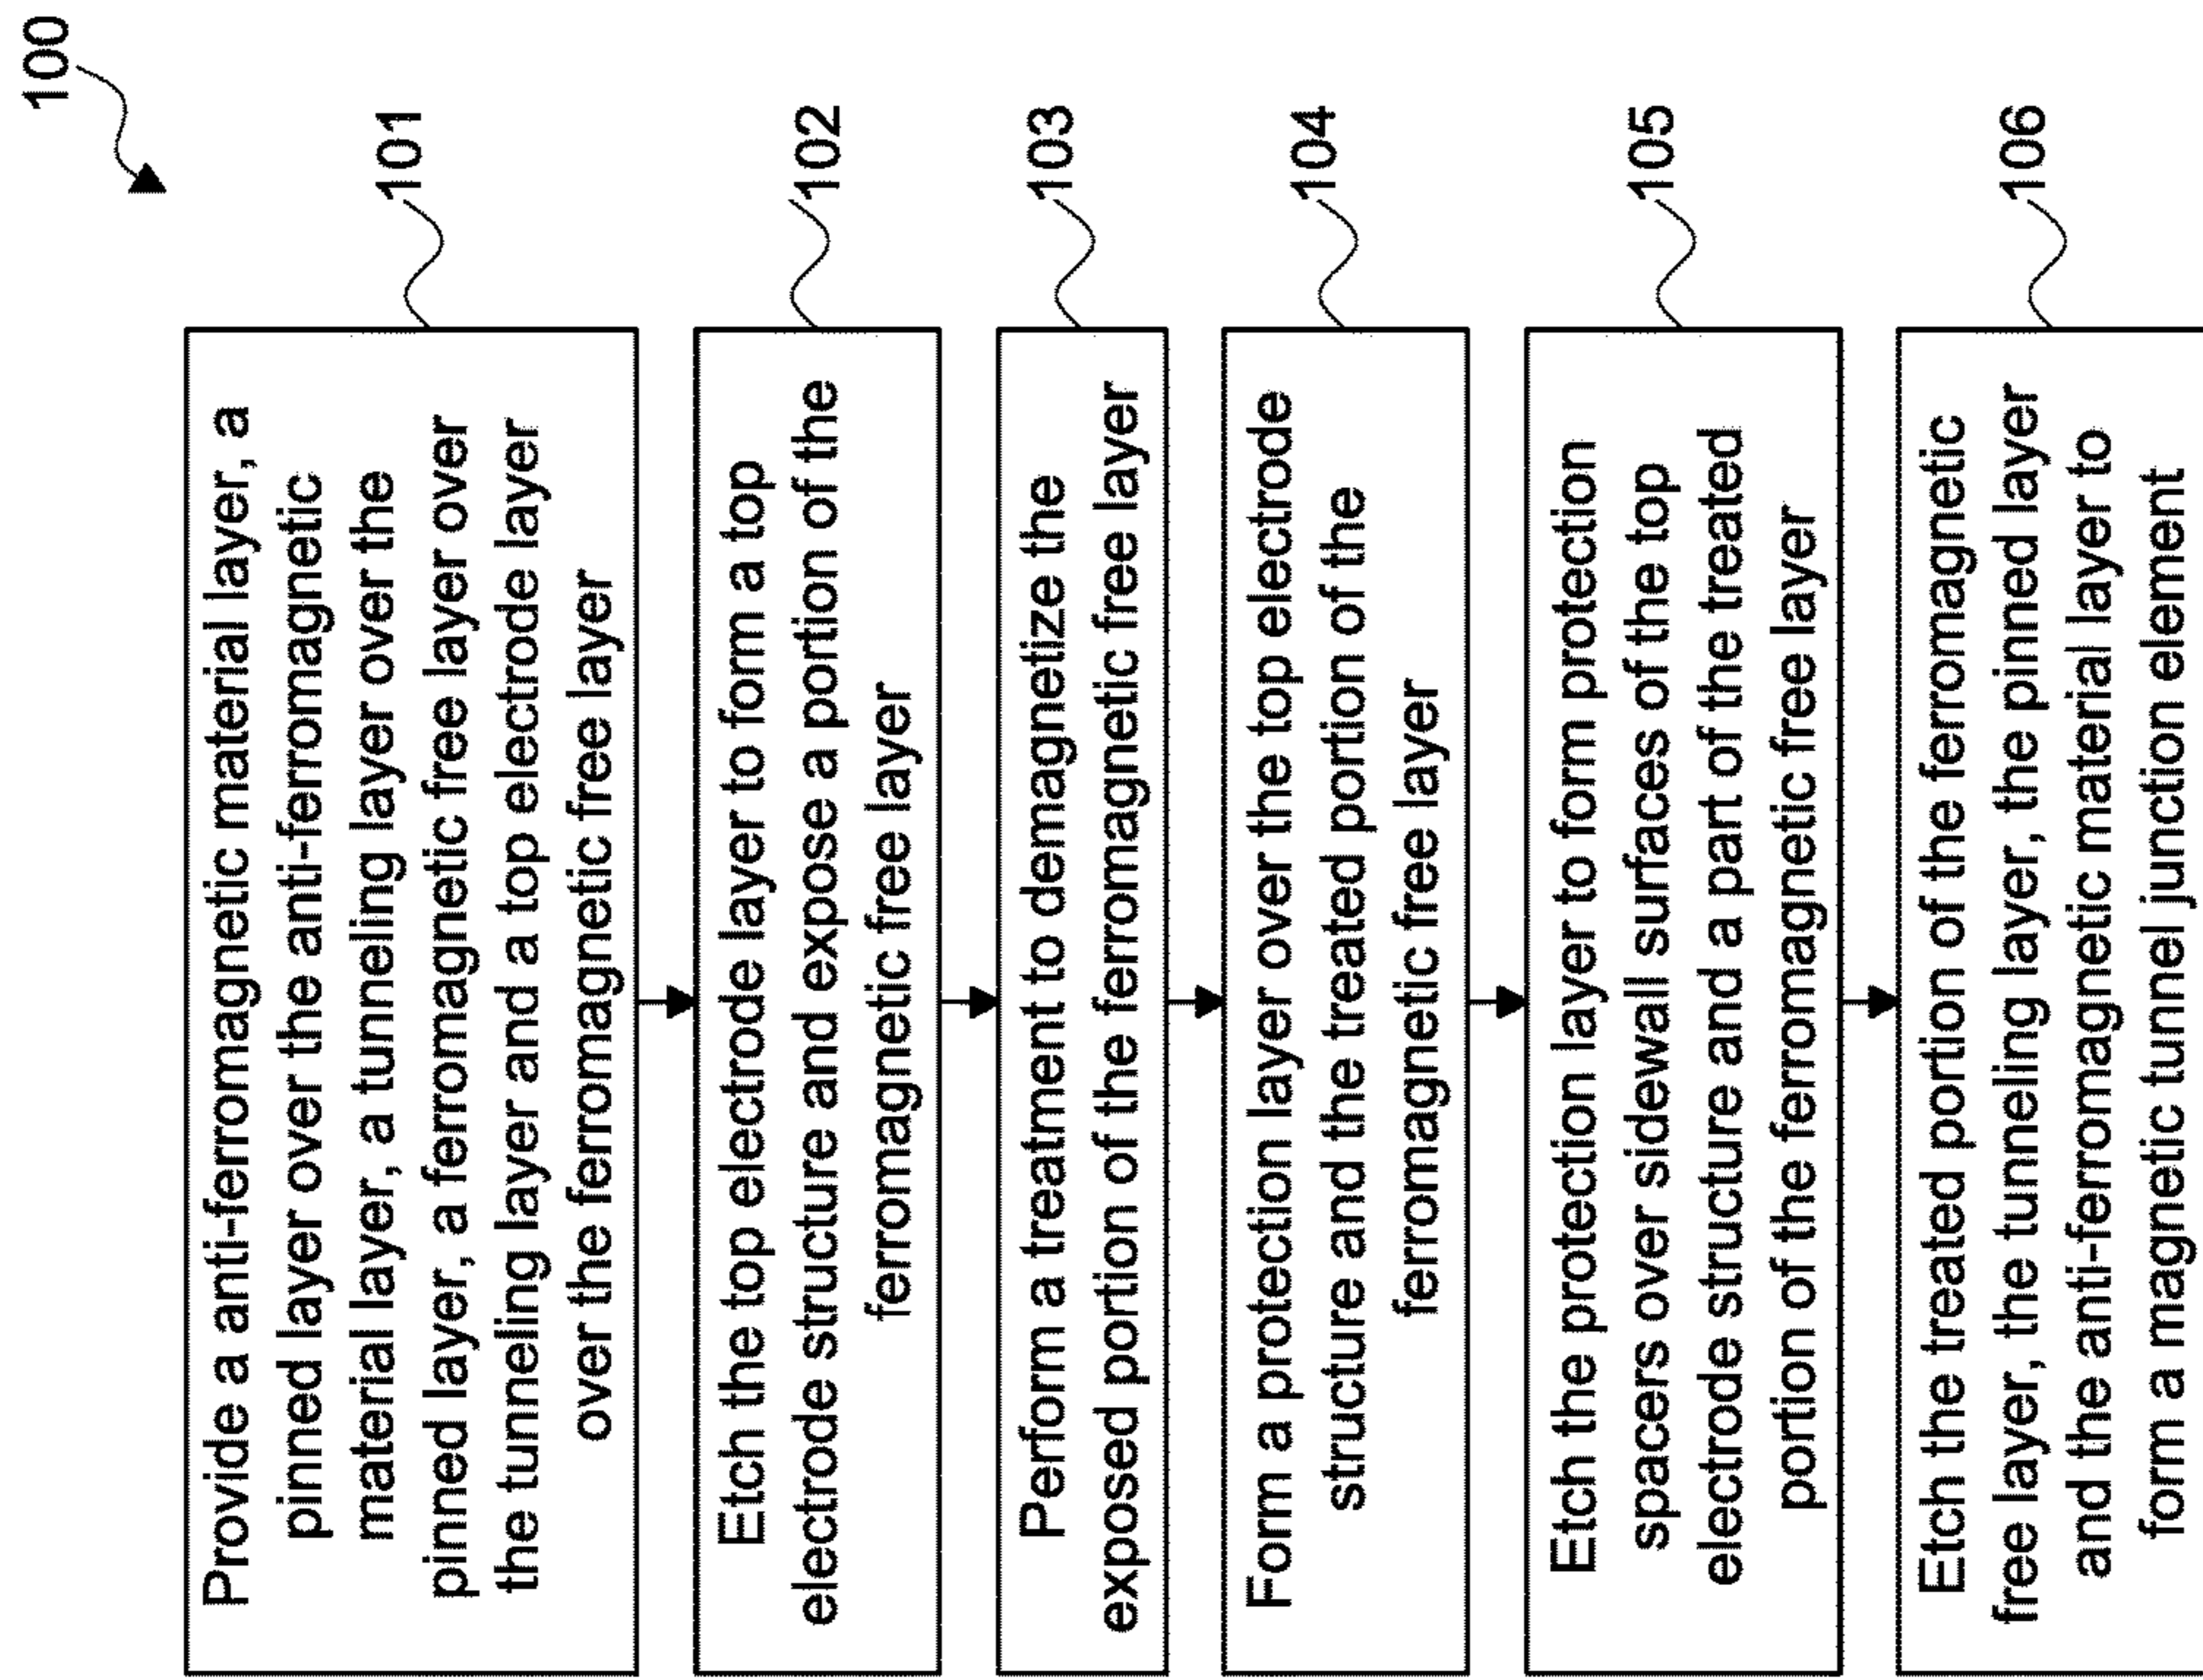 100
Provide a anti-ferromagnetic material layer, a
pinned layer over the anti-ferromagnetic
material layer, a tunneling layer over the
pinned layer, a ferromagnetic free layer over
the tunneling layer and a top electrode layer
over the ferromagnetic free layer
101
Etch the top electrode layer to form a top
electrode structure and expose a portion of the
ferromagnetic free layer
102
Perform a treatment to demagnetize the
exposed portion of the ferromagnetic free layer
103
Form a protection layer over the top electrode
structure and the treated portion of the
ferromagnetic free layer
104
Etch the protection layer to form protection
spacers over sidewall surfaces of the top
electrode structure and a part of the treated
portion of the ferromagnetic free layer
105
Etch the treated portion of the ferromagnetic
free layer, the tunneling layer, the pinned layer
and the anti-ferromagnetic material layer to
form a magnetic tunnel junction element
106